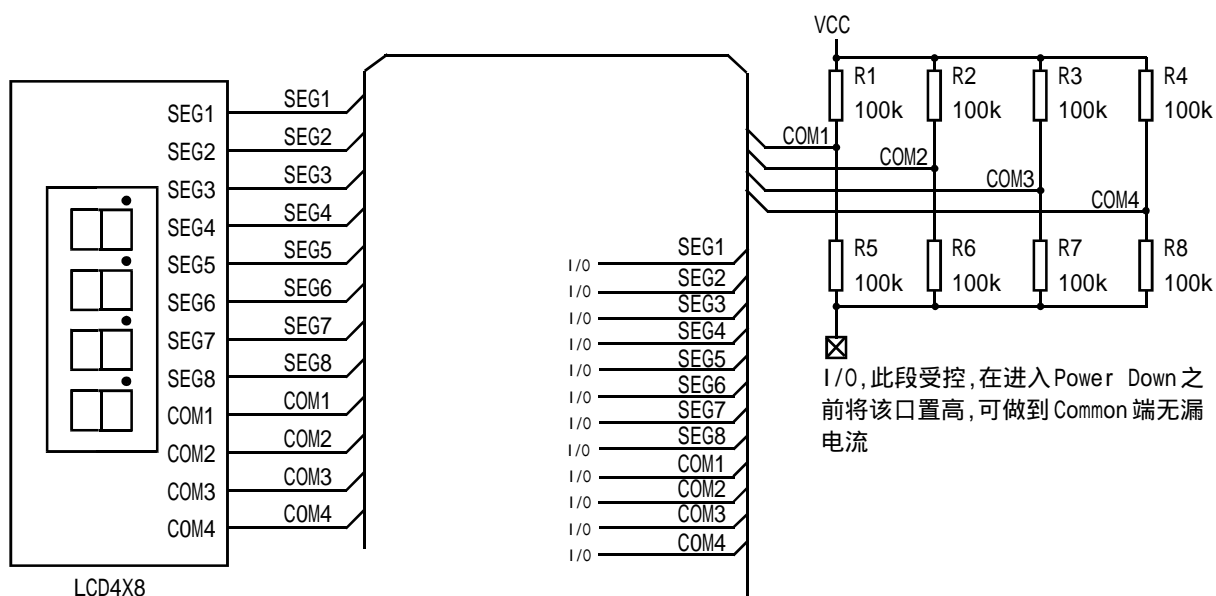 VCC
R1
100k
R2
100k
R3
100k
R4
100k
SEG1
SEG2
SEG3
SEG4
SEG5
SEG6
SEG7
SEG8
COM1
COM2
COM3
COM4
SEG1
SEG2
SEG3
SEG4
SEG5
SEG6
SEG7
SEG8
COM1
COM2
COM3
COM4
LCD4X8
COM1
COM2
COM3
COM4
I/O SEG1
I/O SEG2
I/O SEG3
I/O SEG4
I/O SEG5
I/O SEG6
I/O SEG7
I/O SEG8
I/O COM1
I/O COM2
I/O COM3
I/O COM4
R5
100k
R6
100k
R7
100k
R8
100k
I/O,此段受控,在进入Power Down之
前将该口置高,可做到Common端无漏
电流